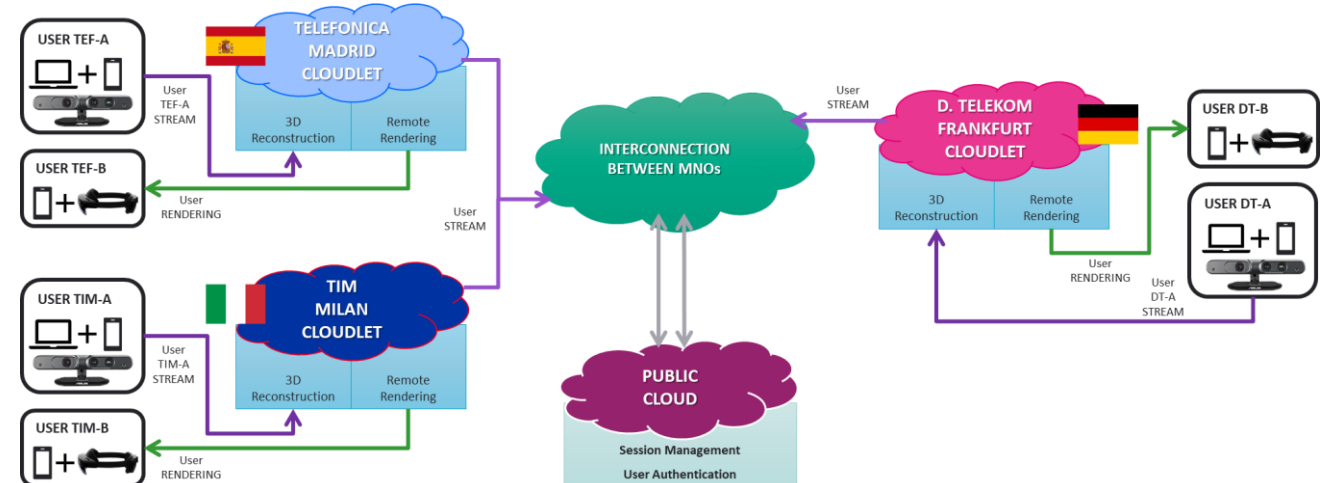 USER TEF-A
User
TEF-A
STREAM
TELEFONICA
MADRID
CLOUDLET
3D
Reconstruction
Remote
Rendering
USER TEF-B
User
RENDERING
User
STREAM
INTERCONNECTION
BETWEEN MNOs
User
STREAM
D. TELEKOM
FRANKFURT
CLOUDLET
3D
Reconstruction
Remote
Rendering
USER DT-B
USER DT-A
User
RENDERING
User
DT-A
STREAM
USER TIM-A
User
TIM-A
STREAM
TIM
MILAN
CLOUDLET
3D
Reconstruction
Remote
Rendering
USER TIM-B
User
RENDERING
PUBLIC
CLOUD
Session Management
User Authentication